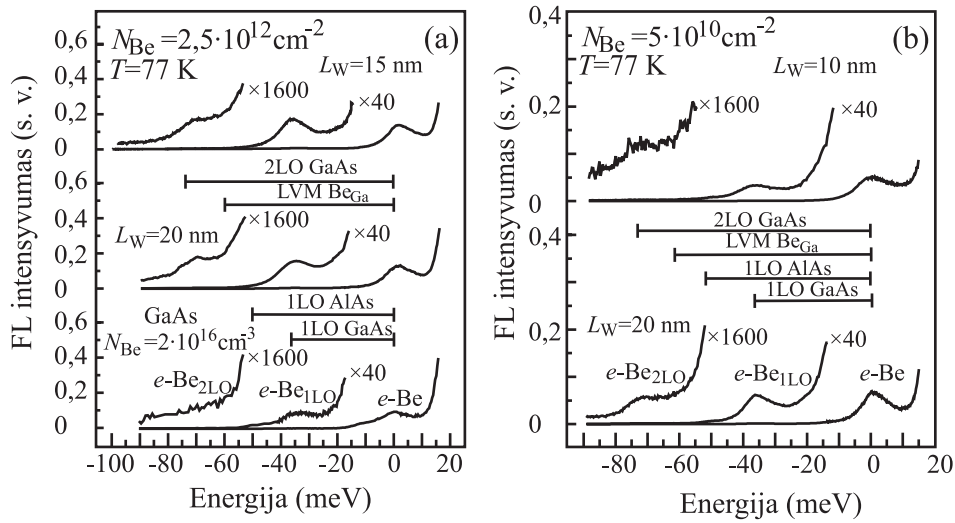 0,6
0,4
0,2
0
0,6
0,4
0,2
0
0,6
0,4
0,2
0
FL intensyvumas (s. v.)
N_Be=2,5·10^12 cm^-2
(a)
T=77 K
L_W=15 nm
×1600
×40
2LO GaAs
LVM Be_Ga
×1600
L_W=20 nm
×40
1LO AlAs
GaAs
1LO GaAs
N_Be=2·10^16 cm^-3
×1600
×40
e-Be_2LO
e-Be_1LO
e-Be
-100 -80 -60 -40 -20 0 20
Energija (meV)
0,4
0,2
0
0,4
0,2
0
FL intensyvumas (s. v.)
N_Be=5·10^10 cm^-2
(b)
T=77 K
L_W=10 nm
×1600
×40
2LO GaAs
LVM Be_Ga
1LO AlAs
1LO GaAs
L_W=20 nm
×1600
×40
e-Be_2LO
e-Be_1LO
e-Be
-80 -60 -40 -20 0 20
Energija (meV)